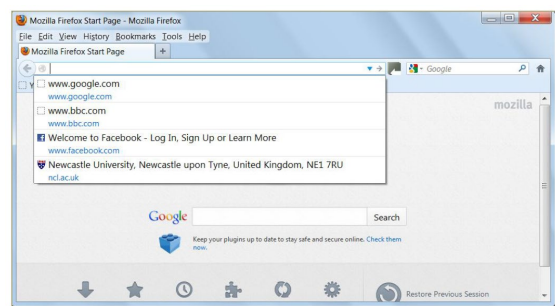 Mozilla Firefox Start Page - Mozilla Firefox
File Edit View History Bookmarks Tools Help
Mozilla Firefox Start Page +
Google
www.google.com
www.google.com
www.bbc.com
www.bbc.com
mozilla
Welcome to Facebook - Log In, Sign Up or Learn More
www.facebook.com
Newcastle University, Newcastle upon Tyne, United Kingdom, NE1 7RU
ncl.ac.uk
Google Search
Keep your plugins up to date to stay safe and secure online. Check them
now.
Restore Previous Session